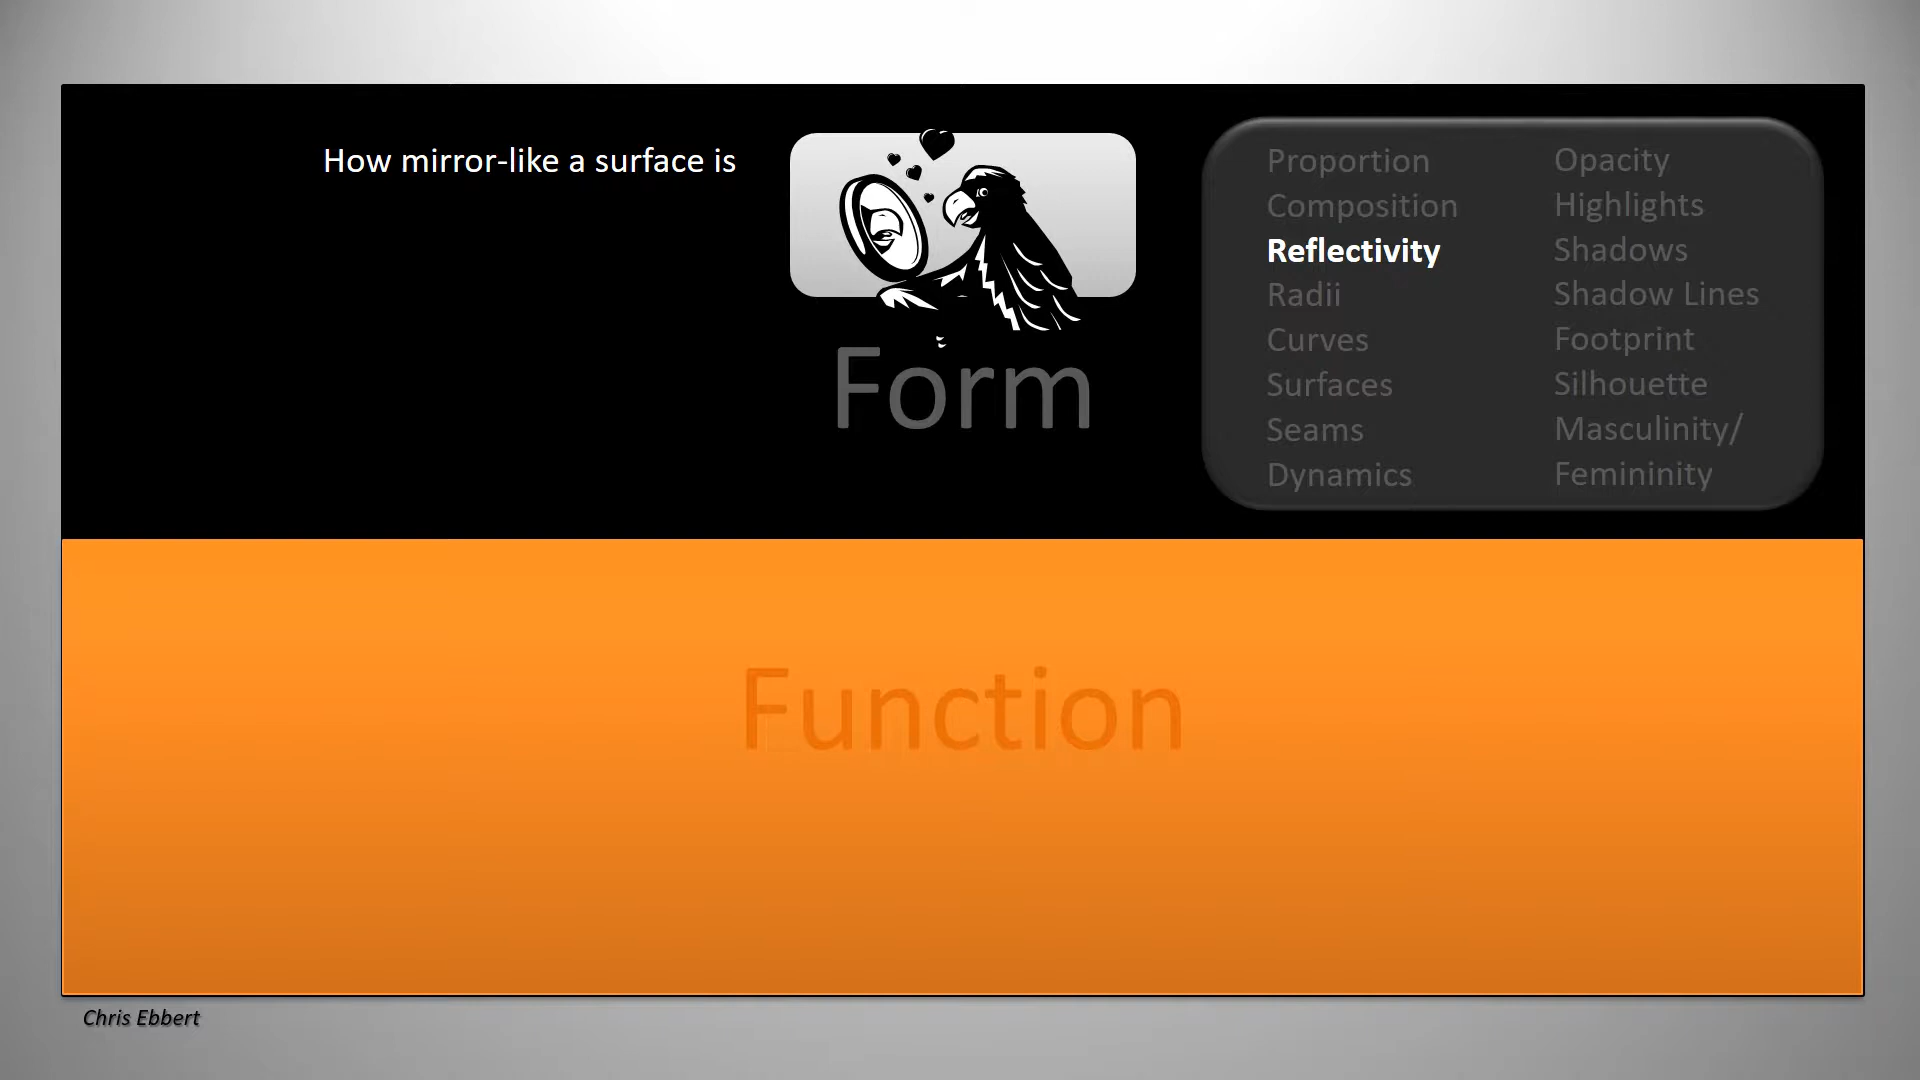 How mirror-like a surface is
Form
Proportion
Composition
Reflectivity
Radii
Curves
Surfaces
Seams
Dynamics
Opacity
Highlights
Shadows
Shadow Lines
Footprint
Silhouette
Masculinity/
Femininity
Function
Chris Ebbert